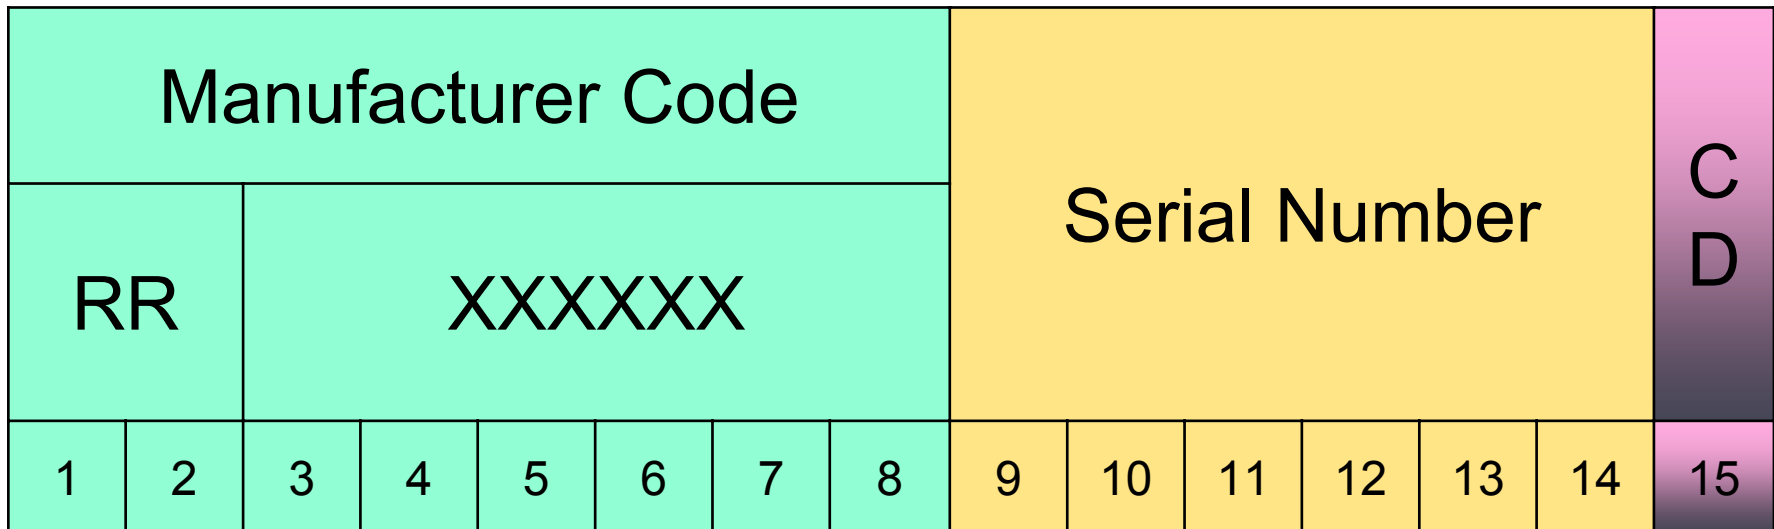 Manufacturer Code
Serial Number
C
D
RR XXXXXX
1 2 3 4 5 6 7 8 9 10 11 12 13 14 15